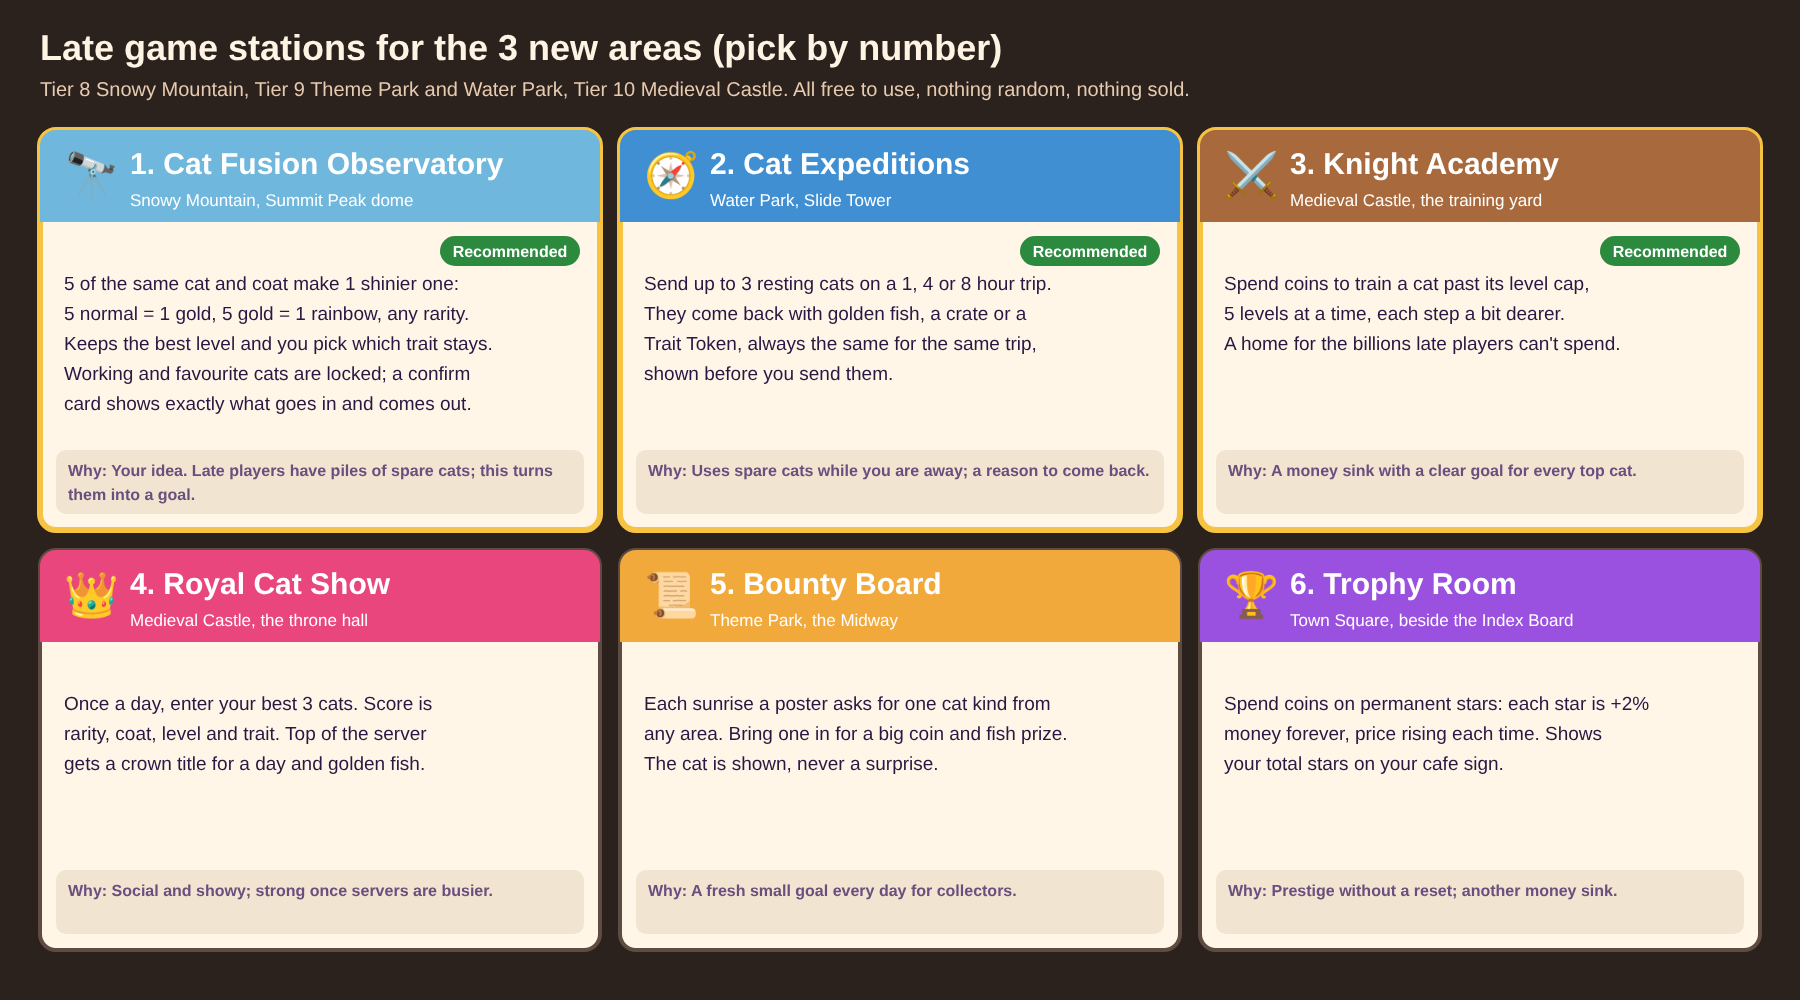 Late game stations for the 3 new areas (pick by number)
Tier 8 Snowy Mountain, Tier 9 Theme Park and Water Park, Tier 10 Medieval Castle. All free to use, nothing random, nothing sold.
1. Cat Fusion Observatory
Snowy Mountain, Summit Peak dome
Recommended
5 of the same cat and coat make 1 shinier one:
5 normal = 1 gold, 5 gold = 1 rainbow, any rarity.
Keeps the best level and you pick which trait stays.
Working and favourite cats are locked; a confirm
card shows exactly what goes in and comes out.
Why: Your idea. Late players have piles of spare cats; this turns
them into a goal.
2. Cat Expeditions
Water Park, Slide Tower
Recommended
Send up to 3 resting cats on a 1, 4 or 8 hour trip.
They come back with golden fish, a crate or a
Trait Token, always the same for the same trip,
shown before you send them.
Why: Uses spare cats while you are away; a reason to come back.
3. Knight Academy
Medieval Castle, the training yard
Recommended
Spend coins to train a cat past its level cap,
5 levels at a time, each step a bit dearer.
A home for the billions late players can't spend.
Why: A money sink with a clear goal for every top cat.
4. Royal Cat Show
Medieval Castle, the throne hall
Once a day, enter your best 3 cats. Score is
rarity, coat, level and trait. Top of the server
gets a crown title for a day and golden fish.
Why: Social and showy; strong once servers are busier.
5. Bounty Board
Theme Park, the Midway
Each sunrise a poster asks for one cat kind from
any area. Bring one in for a big coin and fish prize.
The cat is shown, never a surprise.
Why: A fresh small goal every day for collectors.
6. Trophy Room
Town Square, beside the Index Board
Spend coins on permanent stars: each star is +2%
money forever, price rising each time. Shows
your total stars on your cafe sign.
Why: Prestige without a reset; another money sink.